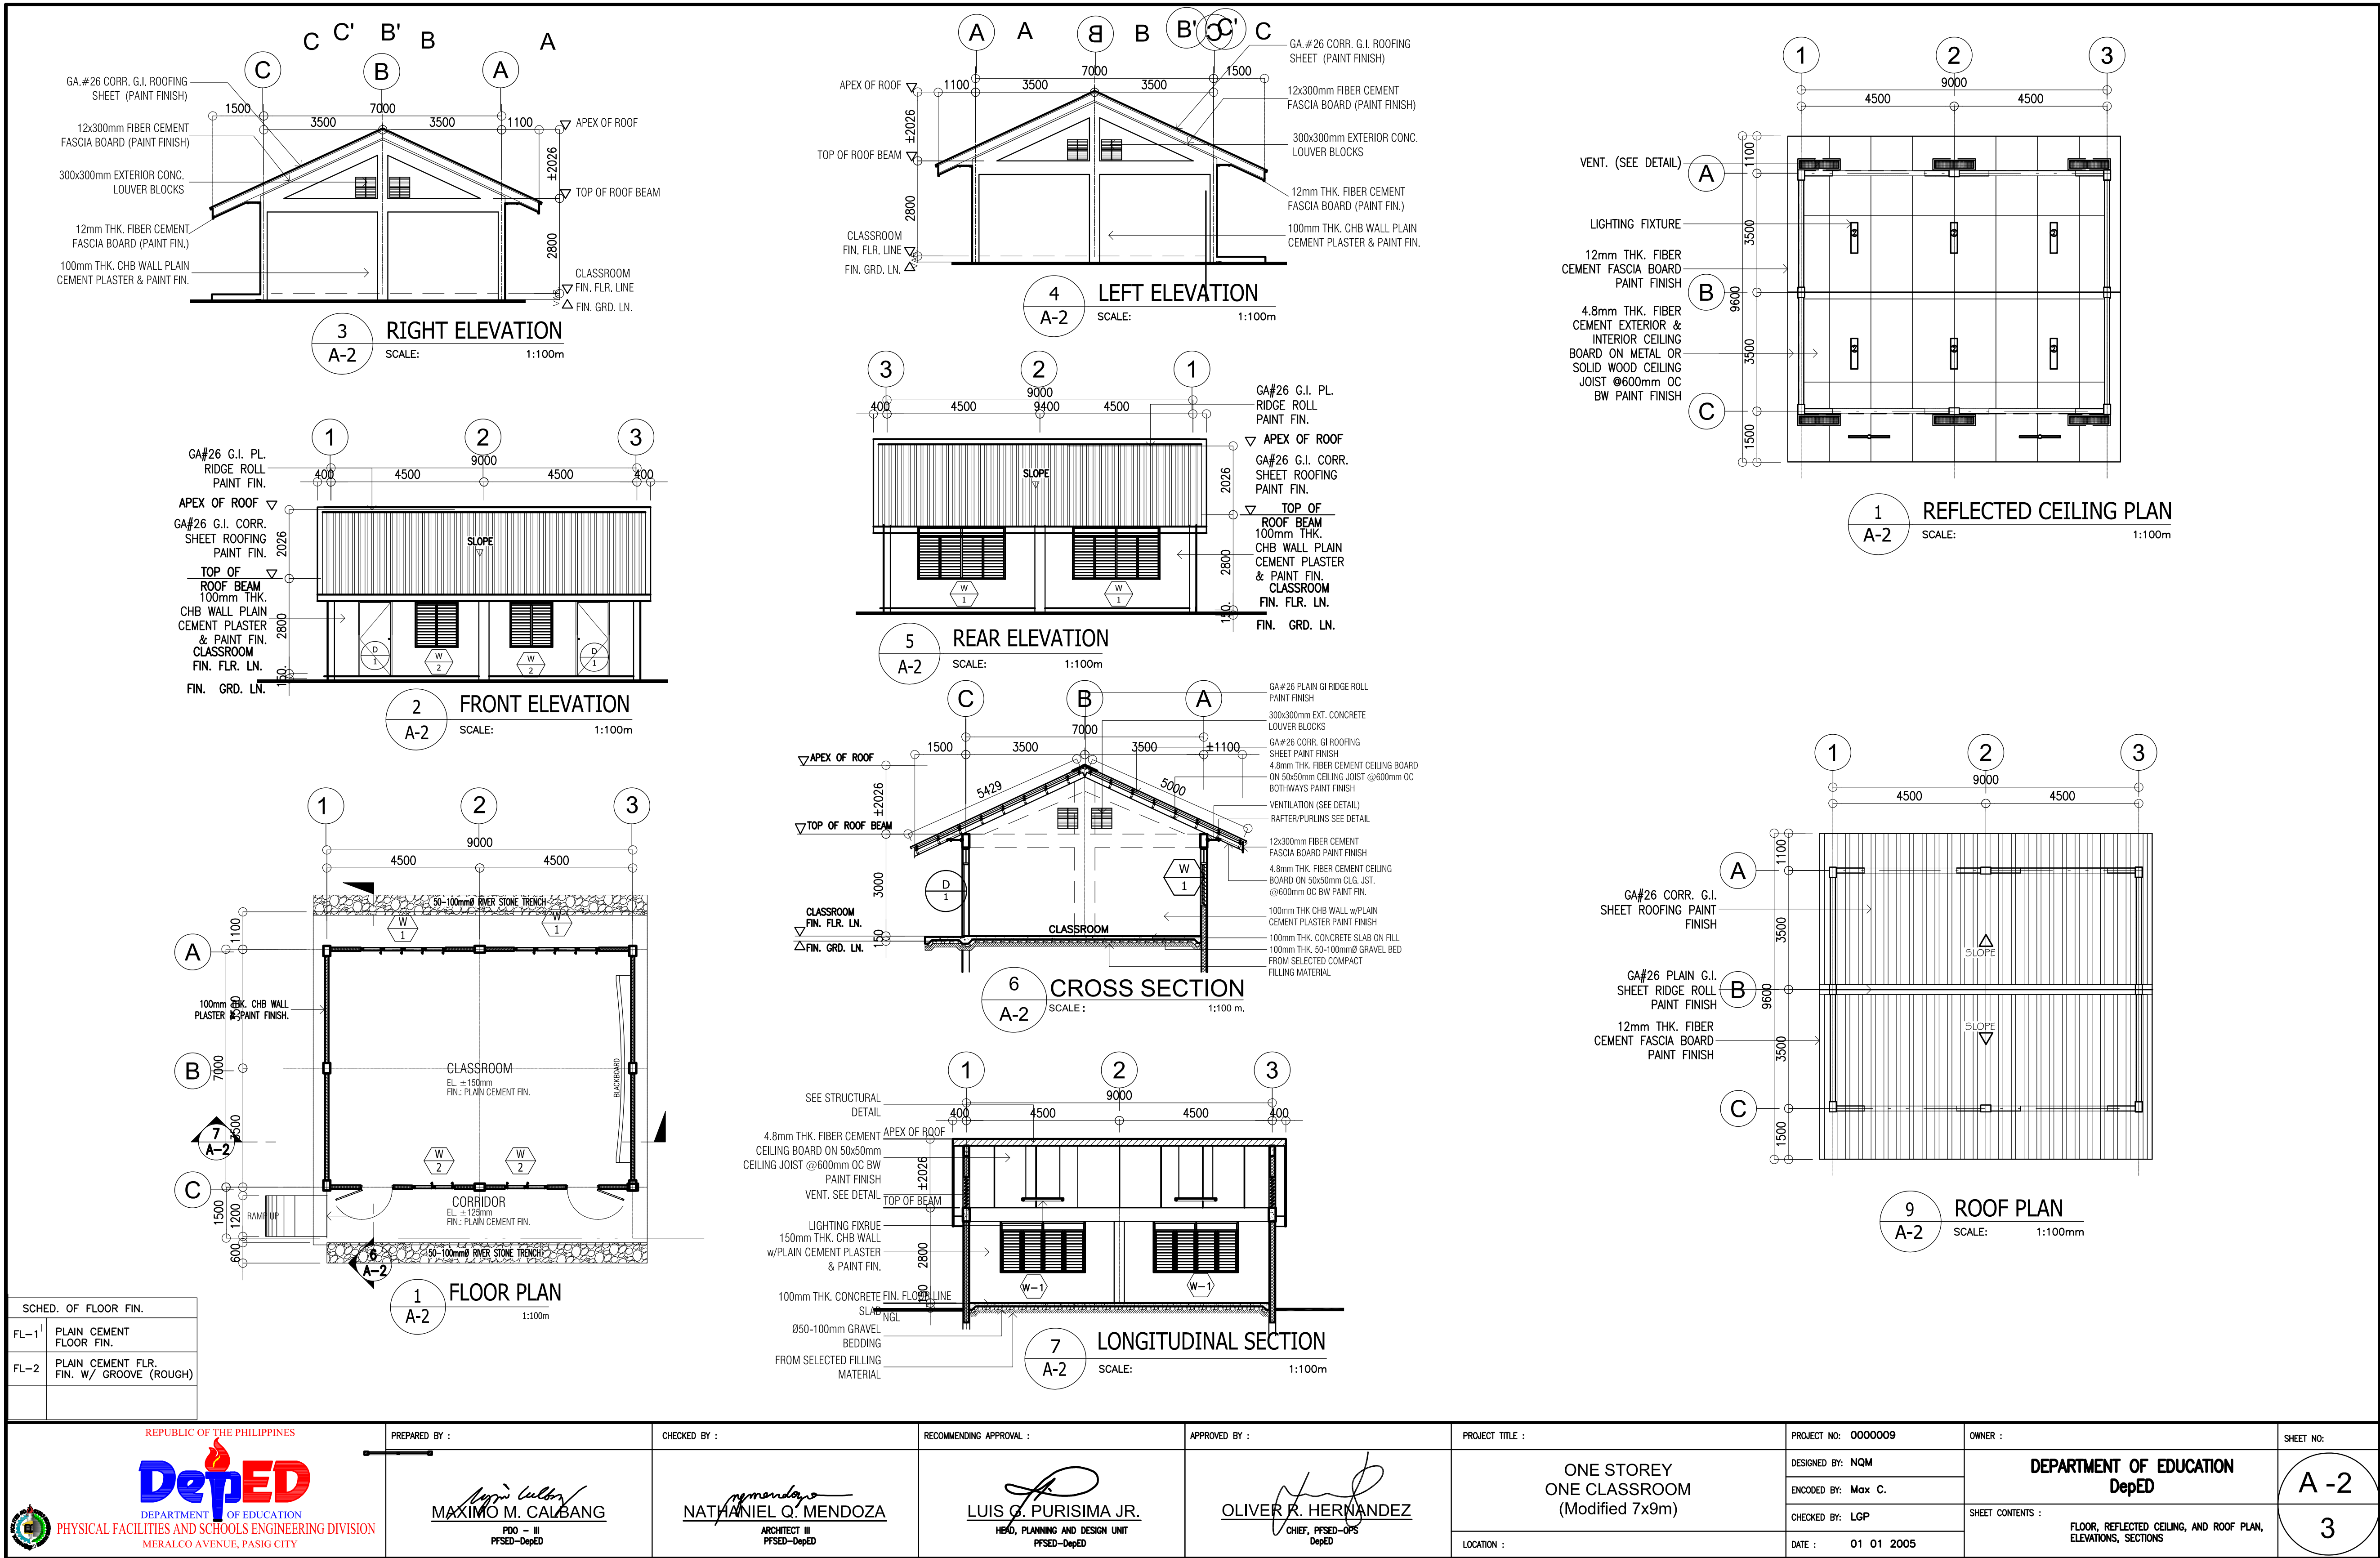 C C' B' B A
C B A
GA.#26 CORR. G.I. ROOFING
SHEET (PAINT FINISH)
12x300mm FIBER CEMENT
FASCIA BOARD (PAINT FINISH)
300x300mm EXTERIOR CONC.
LOUVER BLOCKS
12mm THK. FIBER CEMENT
FASCIA BOARD (PAINT FIN.)
100mm THK. CHB WALL PLAIN
CEMENT PLASTER & PAINT FIN.
1500 7000
3500 3500 1100
APEX OF ROOF
±2026
TOP OF ROOF BEAM
2800
CLASSROOM
FIN. FLR. LINE
FIN. GRD. LN.
3
A-2
RIGHT ELEVATION
SCALE: 1:100m
A A B B B' C C' C
7000 1500
1100 3500 3500
APEX OF ROOF
±2026
TOP OF ROOF BEAM
2800
CLASSROOM
FIN. FLR. LINE
FIN. GRD. LN.
GA.#26 CORR. G.I. ROOFING
SHEET (PAINT FINISH)
12x300mm FIBER CEMENT
FASCIA BOARD (PAINT FINISH)
300x300mm EXTERIOR CONC.
LOUVER BLOCKS
12mm THK. FIBER CEMENT
FASCIA BOARD (PAINT FIN.)
100mm THK. CHB WALL PLAIN
CEMENT PLASTER & PAINT FIN.
4
A-2
LEFT ELEVATION
SCALE: 1:100m
1 2 3
9000
4500 4500
VENT. (SEE DETAIL)
LIGHTING FIXTURE
12mm THK. FIBER
CEMENT FASCIA BOARD
PAINT FINISH
4.8mm THK. FIBER
CEMENT EXTERIOR &
INTERIOR CEILING
BOARD ON METAL OR
SOLID WOOD CEILING
JOIST @600mm OC
BW PAINT FINISH
A
B
C
1100
3500
9600
3500
1500
1
A-2
REFLECTED CEILING PLAN
SCALE: 1:100m
1 2 3
9000
400 4500 4500 400
GA#26 G.I. PL.
RIDGE ROLL
PAINT FIN.
APEX OF ROOF
GA#26 G.I. CORR.
SHEET ROOFING
PAINT FIN.
2026
SLOPE
TOP OF
ROOF BEAM
100mm THK.
CHB WALL PLAIN
CEMENT PLASTER
& PAINT FIN.
2800
CLASSROOM
FIN. FLR. LN.
150.
FIN. GRD. LN.
D
1
W
2
W
2
D
1
2
A-2
FRONT ELEVATION
SCALE: 1:100m
3 2 1
9000
400 4500 9400 4500
GA#26 G.I. PL.
RIDGE ROLL
PAINT FIN.
APEX OF ROOF
GA#26 G.I. CORR.
SHEET ROOFING
PAINT FIN.
2026
SLOPE
TOP OF
ROOF BEAM
100mm THK.
CHB WALL PLAIN
CEMENT PLASTER
& PAINT FIN.
2800
CLASSROOM
FIN. FLR. LN.
150.
FIN. GRD. LN.
W
1
W
1
5
A-2
REAR ELEVATION
SCALE: 1:100m
C B A
7000
1500 3500 3500 ±1100
APEX OF ROOF
5429 5000
±2026
TOP OF ROOF BEAM
3000
D
1
W
1
CLASSROOM
FIN. FLR. LN.
150
FIN. GRD. LN.
CLASSROOM
GA#26 PLAIN GI RIDGE ROLL
PAINT FINISH
300x300mm EXT. CONCRETE
LOUVER BLOCKS
GA#26 CORR. GI ROOFING
SHEET PAINT FINISH
4.8mm THK. FIBER CEMENT CEILING BOARD
ON 50x50mm CEILING JOIST @600mm OC
BOTHWAYS PAINT FINISH
VENTILATION (SEE DETAIL)
RAFTER/PURLINS SEE DETAIL
12x300mm FIBER CEMENT
FASCIA BOARD PAINT FINISH
4.8mm THK. FIBER CEMENT CEILING
BOARD ON 50x50mm CLG. JST.
@600mm OC BW PAINT FIN.
100mm THK CHB WALL w/PLAIN
CEMENT PLASTER PAINT FINISH
100mm THK. CONCRETE SLAB ON FILL
100mm THK. 50-100mmØ GRAVEL BED
FROM SELECTED COMPACT
FILLING MATERIAL
6
A-2
CROSS SECTION
SCALE : 1:100 m.
1 2 3
9000
4500 4500
50-100mmØ RIVER STONE TRENCH
W
1
W
1
1100
A
100mm THK. CHB WALL
PLASTER & PAINT FINISH.
3500
B
7000
CLASSROOM
EL. ±150mm
FIN.: PLAIN CEMENT FIN.
BLACKBOARD
7
A-2
3500
W
2
W
2
C
CORRIDOR
EL. ±125mm
FIN.: PLAIN CEMENT FIN.
1500
1200
RAMP UP
600
50-100mmØ RIVER STONE TRENCH
6
A-2
1
A-2
FLOOR PLAN
1:100m
1 2 3
9000
400 4500 4500 400
SEE STRUCTURAL
DETAIL
APEX OF ROOF
4.8mm THK. FIBER CEMENT
CEILING BOARD ON 50x50mm
CEILING JOIST @600mm OC BW
PAINT FINISH
±2026
VENT. SEE DETAIL
TOP OF BEAM
LIGHTING FIXRUE
150mm THK. CHB WALL
w/PLAIN CEMENT PLASTER
& PAINT FIN.
2800
W-1
W-1
150
100mm THK. CONCRETE
SLAB
FIN. FLOOR LINE
NGL
Ø50-100mm GRAVEL
BEDDING
FROM SELECTED FILLING
MATERIAL
7
A-2
LONGITUDINAL SECTION
SCALE: 1:100m
1 2 3
9000
4500 4500
A
B
C
1100
3500
9600
3500
1500
GA#26 CORR. G.I.
SHEET ROOFING PAINT
FINISH
GA#26 PLAIN G.I.
SHEET RIDGE ROLL
PAINT FINISH
12mm THK. FIBER
CEMENT FASCIA BOARD
PAINT FINISH
SLOPE
SLOPE
9
A-2
ROOF PLAN
SCALE: 1:100mm
SCHED. OF FLOOR FIN.
FL-1 PLAIN CEMENT
FLOOR FIN.
FL-2 PLAIN CEMENT FLR.
FIN. W/ GROOVE (ROUGH)
REPUBLIC OF THE PHILIPPINES
DepED
DEPARTMENT OF EDUCATION
PHYSICAL FACILITIES AND SCHOOLS ENGINEERING DIVISION
MERALCO AVENUE, PASIG CITY
PREPARED BY :
MAXIMO M. CALBANG
PDO - III
PFSED-DepED
CHECKED BY :
NATHANIEL Q. MENDOZA
ARCHITECT III
PFSED-DepED
RECOMMENDING APPROVAL :
LUIS G. PURISIMA JR.
HEAD, PLANNING AND DESIGN UNIT
PFSED-DepED
APPROVED BY :
OLIVER R. HERNANDEZ
CHIEF, PFSED-OPS
DepED
PROJECT TITLE :
ONE STOREY
ONE CLASSROOM
(Modified 7x9m)
LOCATION :
PROJECT NO: 0000009
DESIGNED BY: NQM
ENCODED BY: Max C.
CHECKED BY: LGP
DATE : 01 01 2005
OWNER :
DEPARTMENT OF EDUCATION
DepED
SHEET CONTENTS :
FLOOR, REFLECTED CEILING, AND ROOF PLAN,
ELEVATIONS, SECTIONS
SHEET NO:
A -2
3